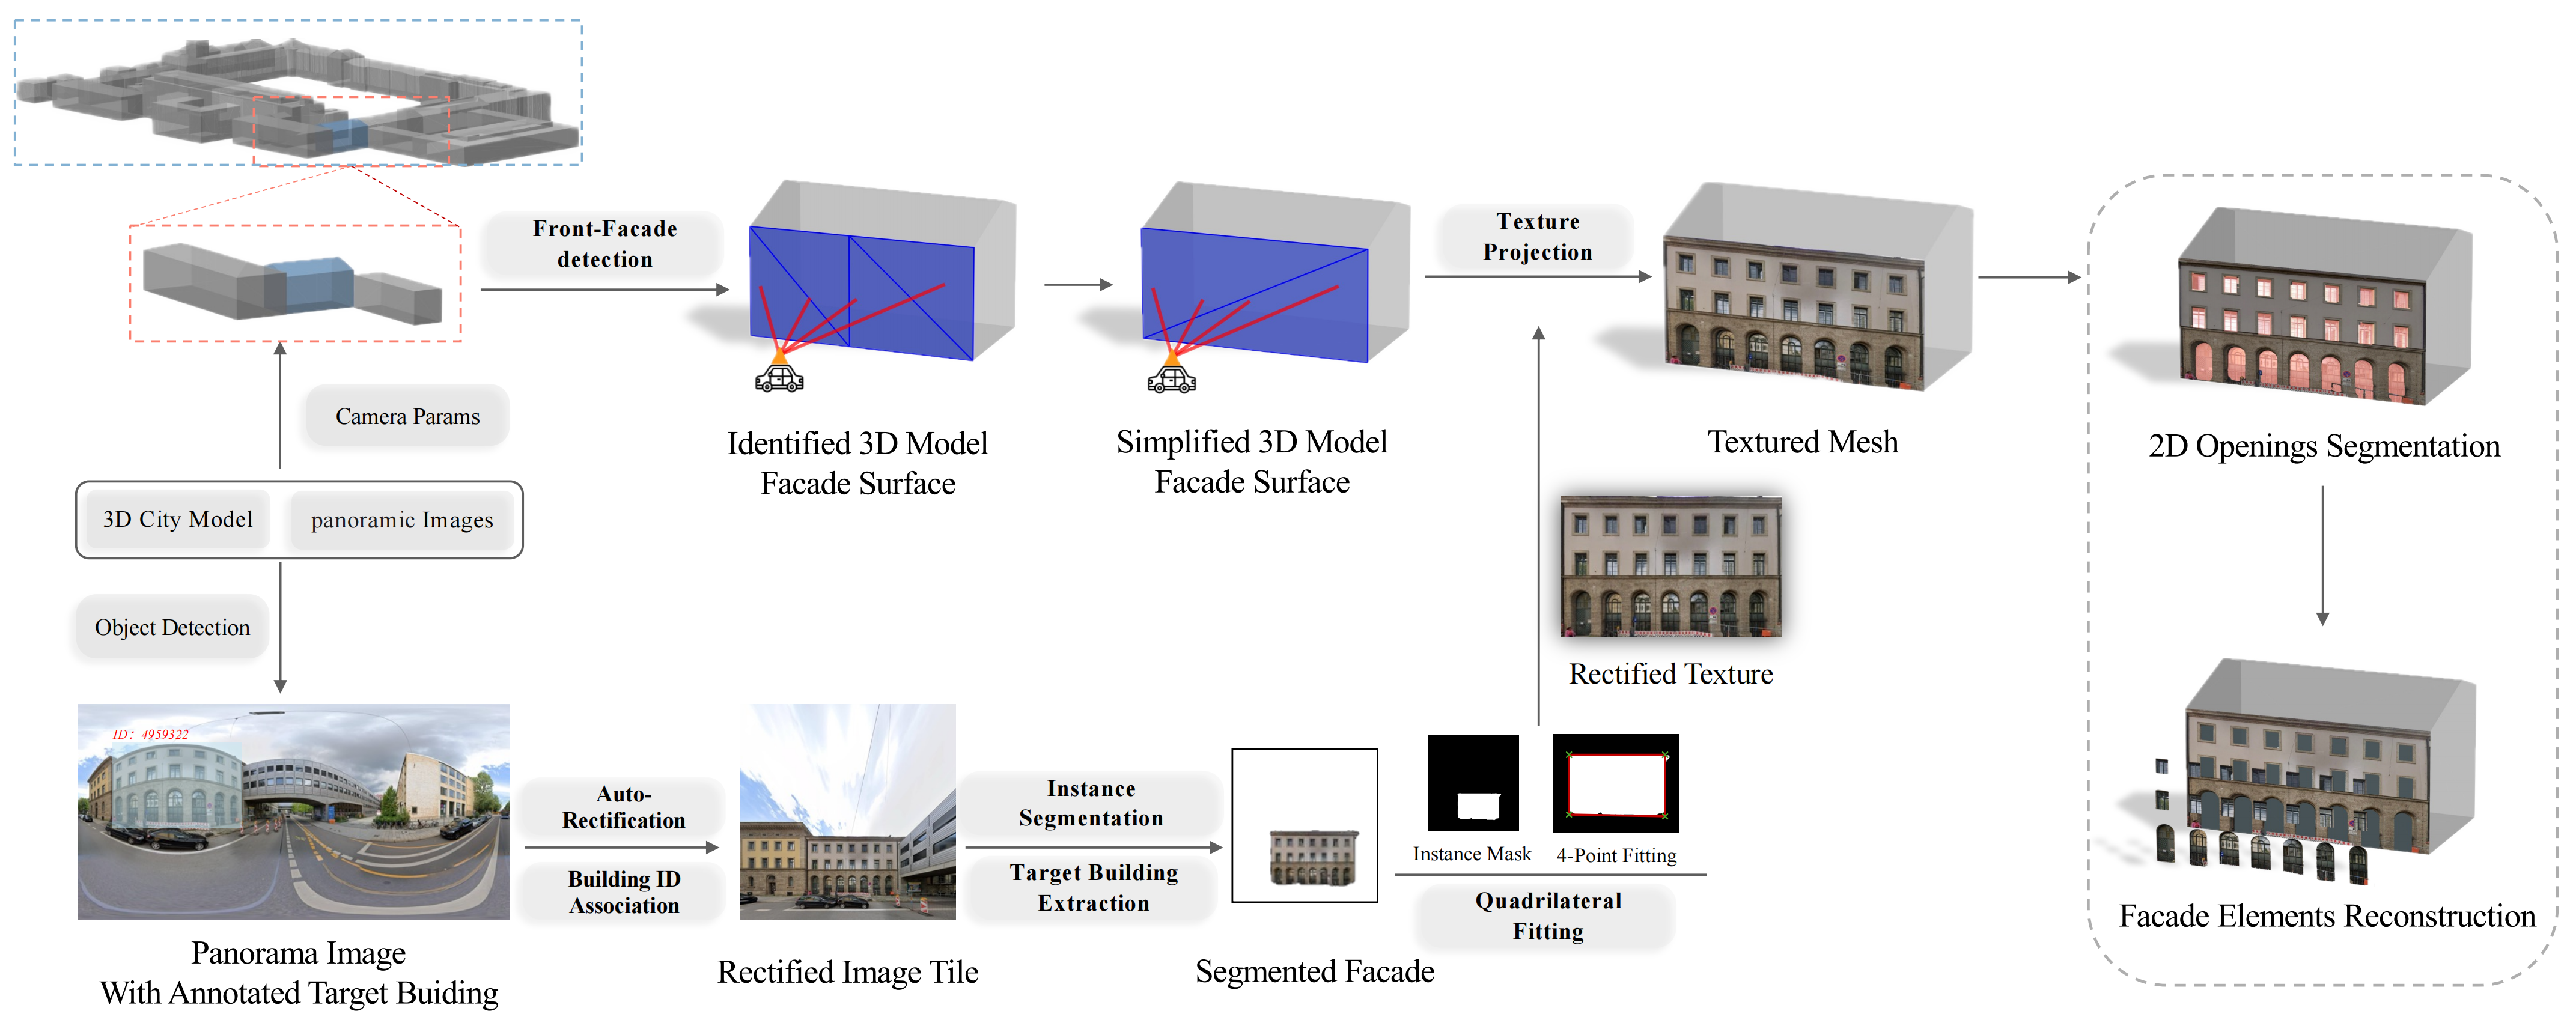 Front-Facade
detection
Texture
Projection
Camera Params
Identified 3D Model
Facade Surface
Simplified 3D Model
Facade Surface
Textured Mesh
2D Openings Segmentation
3D City Model
panoramic Images
Object Detection
Rectified Texture
ID: 4959322
Auto-
Rectification
Building ID
Association
Instance
Segmentation
Target Building
Extraction
Instance Mask
4-Point Fitting
Quadrilateral
Fitting
Facade Elements Reconstruction
Panorama Image
With Annotated Target Buiding
Rectified Image Tile
Segmented Facade